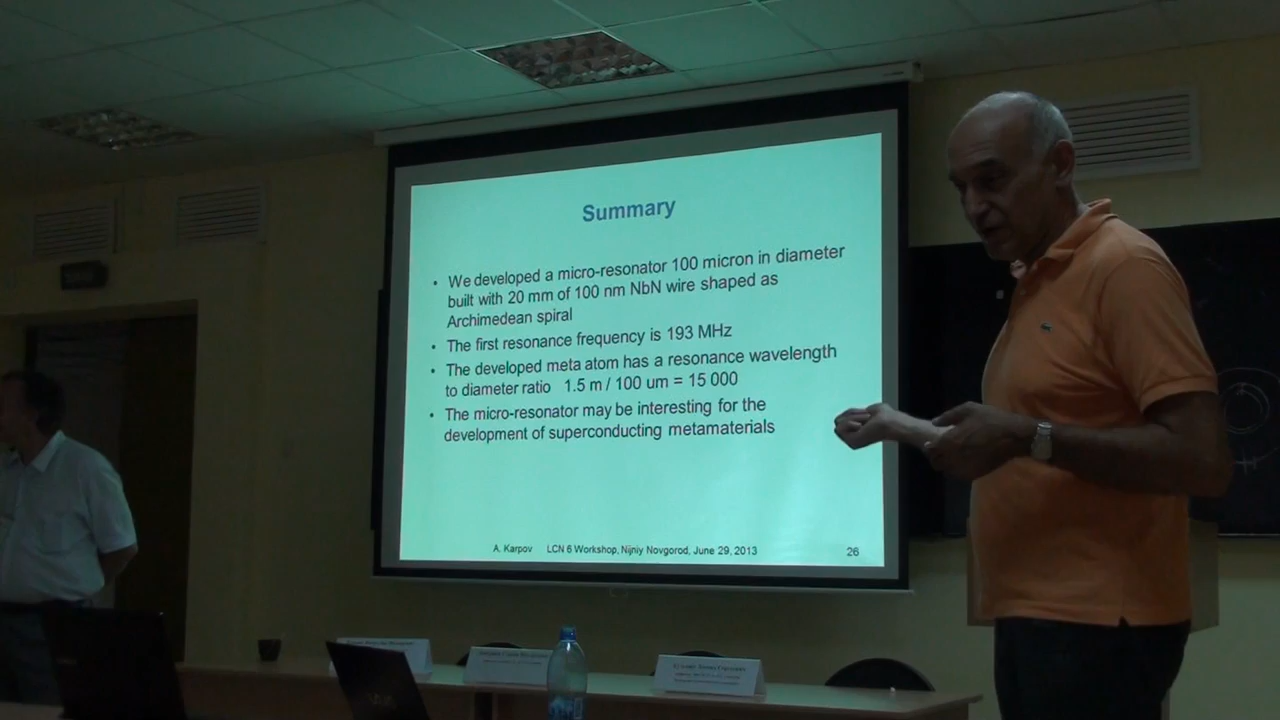 Summary
• We developed a micro-resonator 100 micron in diameter
built with 20 mm of 100 nm NbN wire shaped as
Archimedean spiral
• The first resonance frequency is 193 MHz
• The developed meta atom has a resonance wavelength
to diameter ratio 1.5 m / 100 um = 15 000
• The micro-resonator may be interesting for the
development of superconducting metamaterials
A. Karpov LCN 6 Workshop, Nijniy Novgorod, June 29, 2013 26